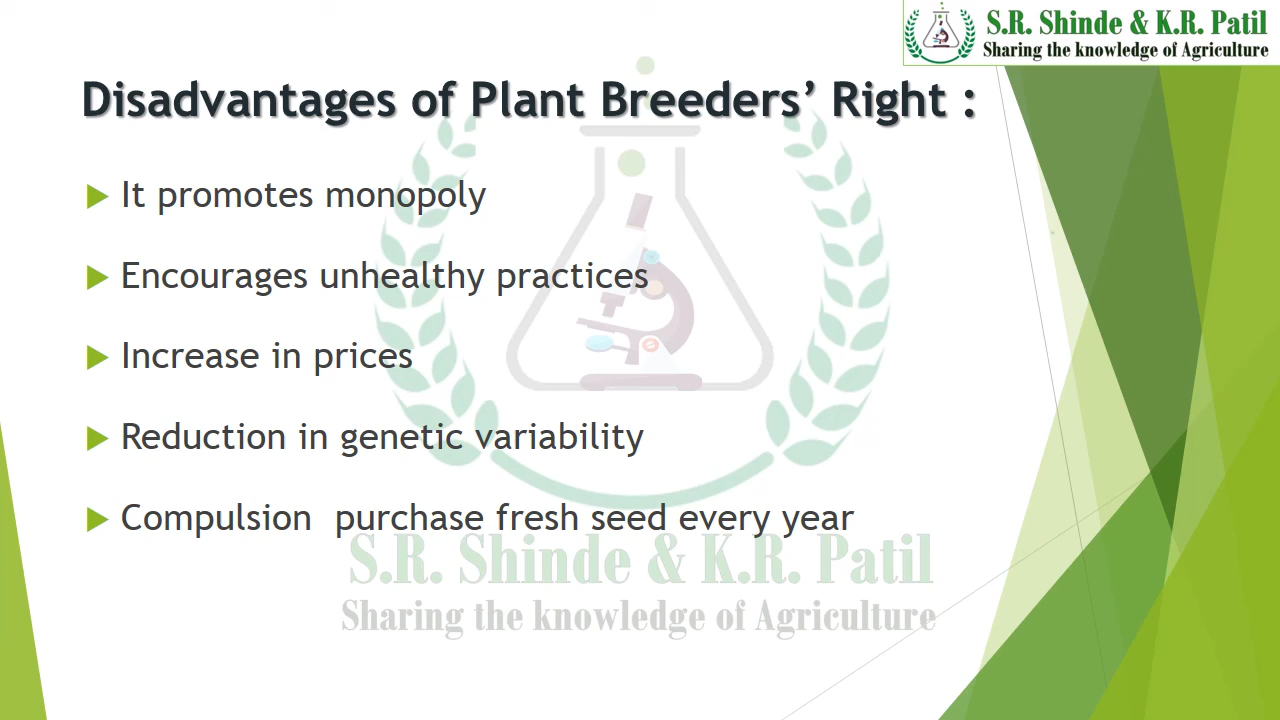 S.R. Shinde & K.R. Patil
Sharing the knowledge of Agriculture
Disadvantages of Plant Breeders’ Right :
It promotes monopoly
Encourages unhealthy practices
Increase in prices
Reduction in genetic variability
Compulsion  purchase fresh seed every year
S.R. Shinde & K.R. Patil
Sharing the knowledge of Agriculture